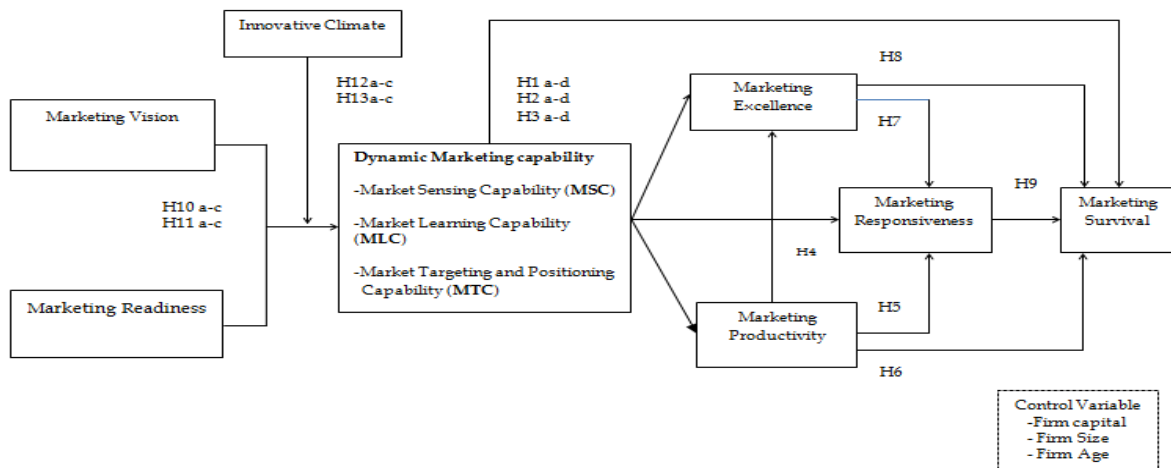 Innovative Climate
H12a-c
H13a-c
H1 a-d
H2 a-d
H3 a-d
H8
Marketing
Excellence
H7
Marketing Vision
Dynamic Marketing capability
-Market Sensing Capability (MSC)
-Market Learning Capability
(MLC)
-Market Targeting and Positioning
Capability (MTC)
H10 a-c
H11 a-c
Marketing
Responsiveness
H9
Marketing
Survival
H4
Marketing Readiness
Marketing
Productivity
H5
H6
Control Variable
-Firm capital
- Firm Size
- Firm Age